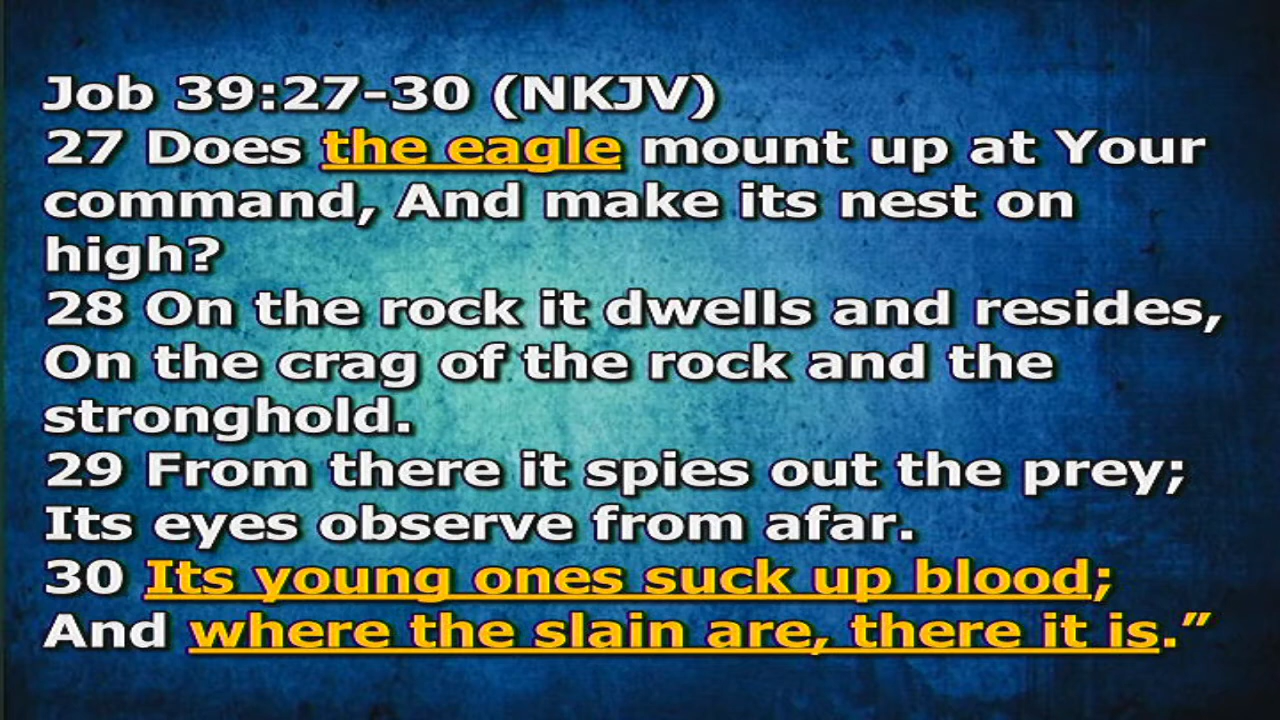 Job 39:27-30 (NKJV)
27 Does the eagle mount up at Your
command, And make its nest on
high?
28 On the rock it dwells and resides,
On the crag of the rock and the
stronghold.
29 From there it spies out the prey;
Its eyes observe from afar.
30 Its young ones suck up blood;
And where the slain are, there it is.”